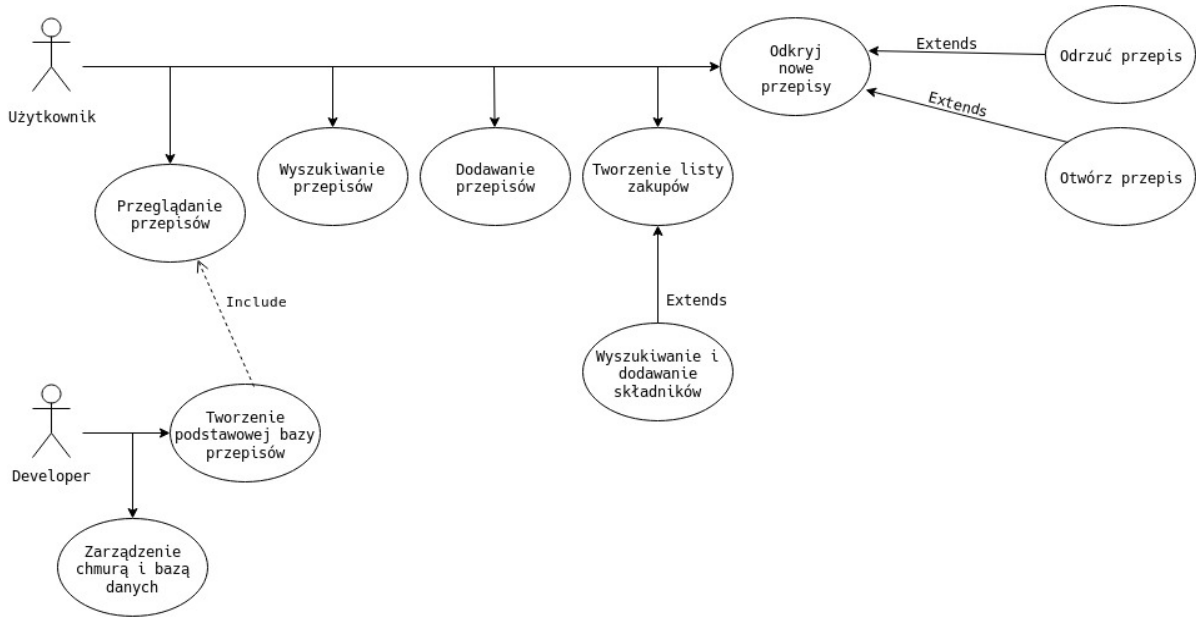 Użytkownik
Odkryj
nowe
przepisy
Extends
Odrzuć przepis
Extends
Otwórz przepis
Przeglądanie
przepisów
Wyszukiwanie
przepisów
Dodawanie
przepisów
Tworzenie listy
zakupów
Include
Extends
Wyszukiwanie i
dodawanie
składników
Developer
Tworzenie
podstawowej bazy
przepisów
Zarządzenie
chmurą i bazą
danych